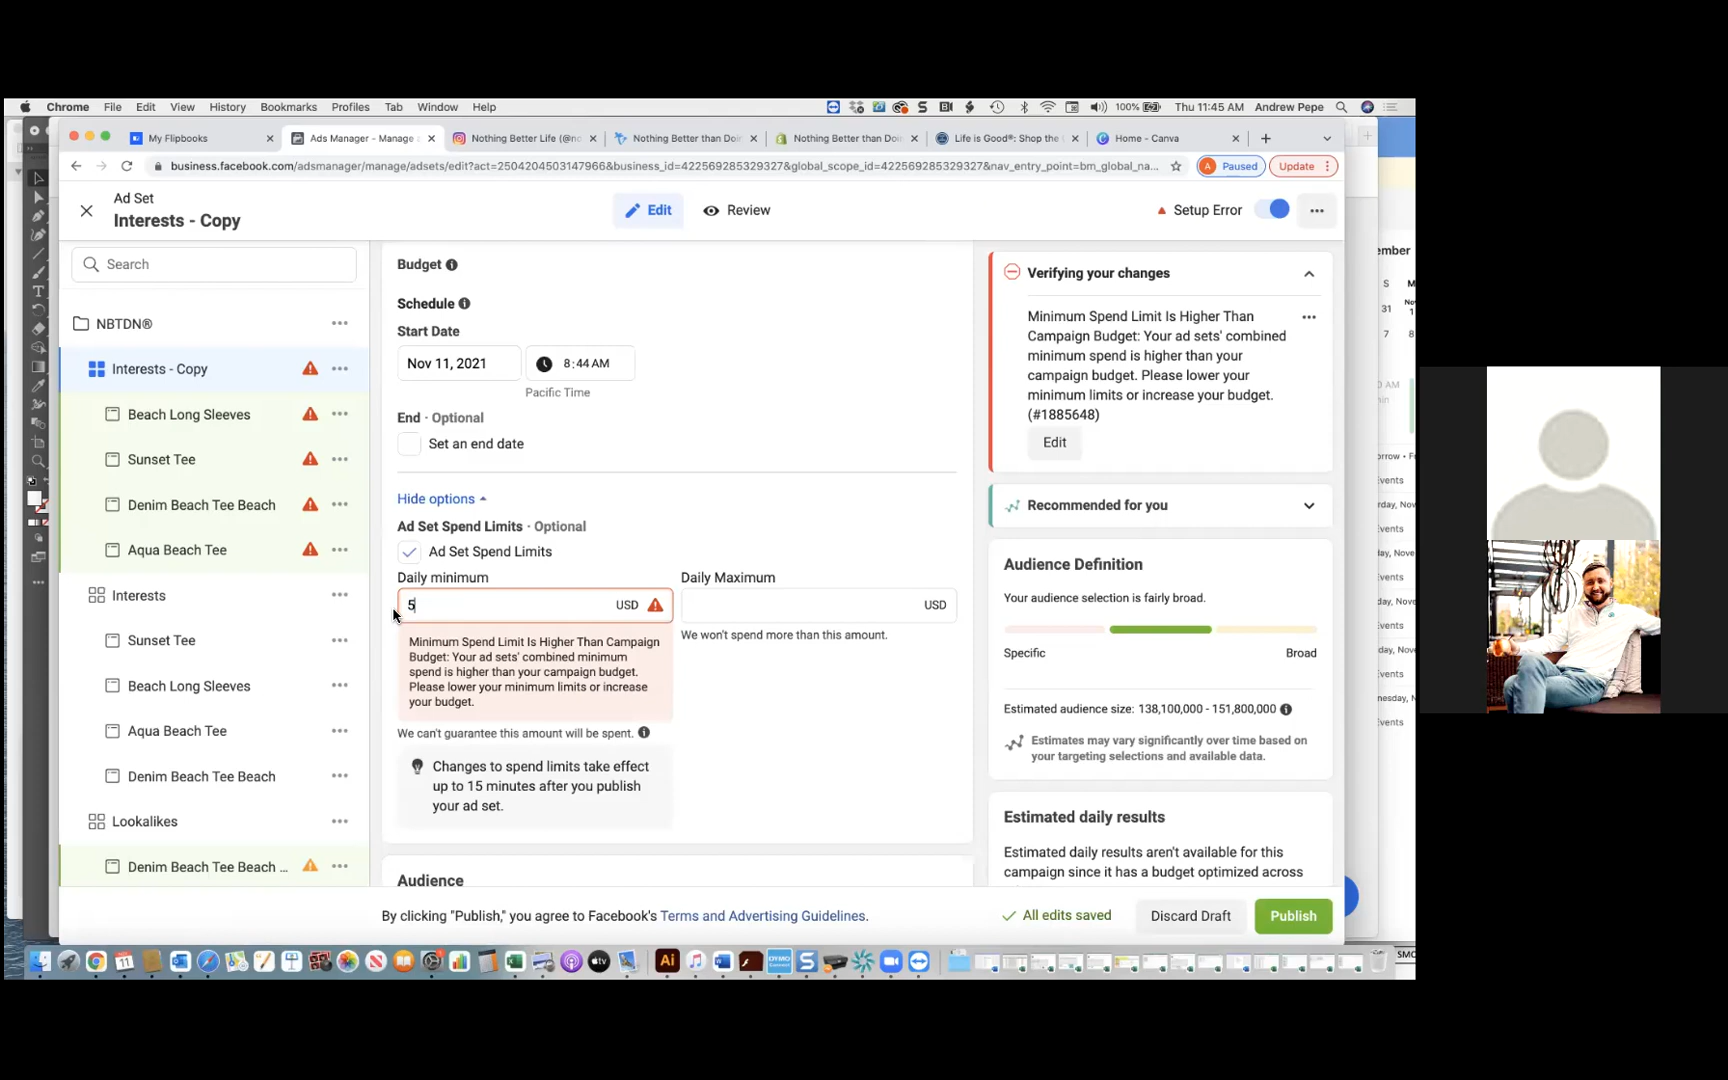 Chrome File Edit View History Bookmarks Profiles Tab Window Help 100% Thu 11:45 AM Andrew Pepe
My Flipbooks Ads Manager - Manage Nothing Better Life (@nc Nothing Better than Doi Nothing Better than Doi Life is Good®: Shop the Home - Canva
business.facebook.com/adsmanager/manage/adsets/edit?act=2504204503147966&business_id=422569285329327&global_scope_id=422569285329327&nav_entry_point=bm_global_na... A Paused Update
Ad Set
Interests - Copy
Edit Review
Setup Error
Search
NBTDN®
Interests - Copy
Beach Long Sleeves
Sunset Tee
Denim Beach Tee Beach
Aqua Beach Tee
Interests
Sunset Tee
Beach Long Sleeves
Aqua Beach Tee
Denim Beach Tee Beach
Lookalikes
Denim Beach Tee Beach ...
Budget
Schedule
Start Date
Nov 11, 2021 8:44 AM
Pacific Time
End · Optional
Set an end date
Hide options
Ad Set Spend Limits · Optional
Ad Set Spend Limits
Daily minimum Daily Maximum
5 USD USD
Minimum Spend Limit Is Higher Than Campaign
Budget: Your ad sets' combined minimum
spend is higher than your campaign budget.
Please lower your minimum limits or increase
your budget.
We won't spend more than this amount.
We can't guarantee this amount will be spent.
Changes to spend limits take effect
up to 15 minutes after you publish
your ad set.
Audience
Verifying your changes
Minimum Spend Limit Is Higher Than
Campaign Budget: Your ad sets' combined
minimum spend is higher than your
campaign budget. Please lower your
minimum limits or increase your budget.
(#1885648)
Edit
Recommended for you
Audience Definition
Your audience selection is fairly broad.
Specific Broad
Estimated audience size: 138,100,000 - 151,800,000
Estimates may vary significantly over time based on
your targeting selections and available data.
Estimated daily results
Estimated daily results aren't available for this
campaign since it has a budget optimized across
By clicking "Publish," you agree to Facebook's Terms and Advertising Guidelines.
All edits saved Discard Draft Publish
ember
S M
31 Nov 1
7 8